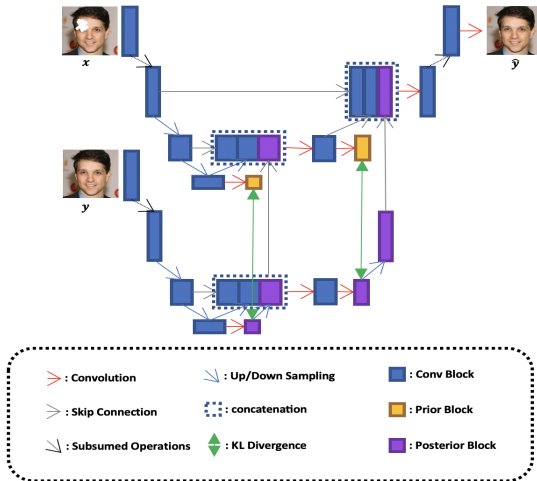 x
ŷ
y
: Convolution
: Up/Down Sampling
: Conv Block
: Skip Connection
: concatenation
: Prior Block
: Subsumed Operations
: KL Divergence
: Posterior Block